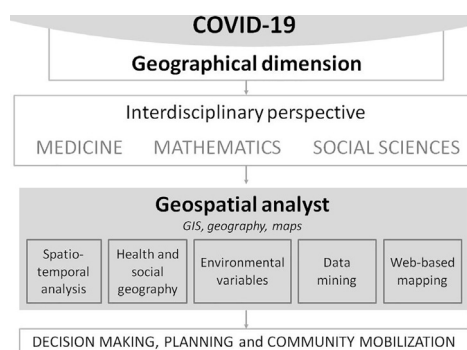 COVID-19
Geographical dimension
Interdisciplinary perspective
MEDICINE MATHEMATICS SOCIAL SCIENCES
Geospatial analyst
GIS, geography, maps
Spatio-
temporal
analysis
Health and
social
geography
Environmental
variables
Data
mining
Web-based
mapping
DECISION MAKING, PLANNING and COMMUNITY MOBILIZATION